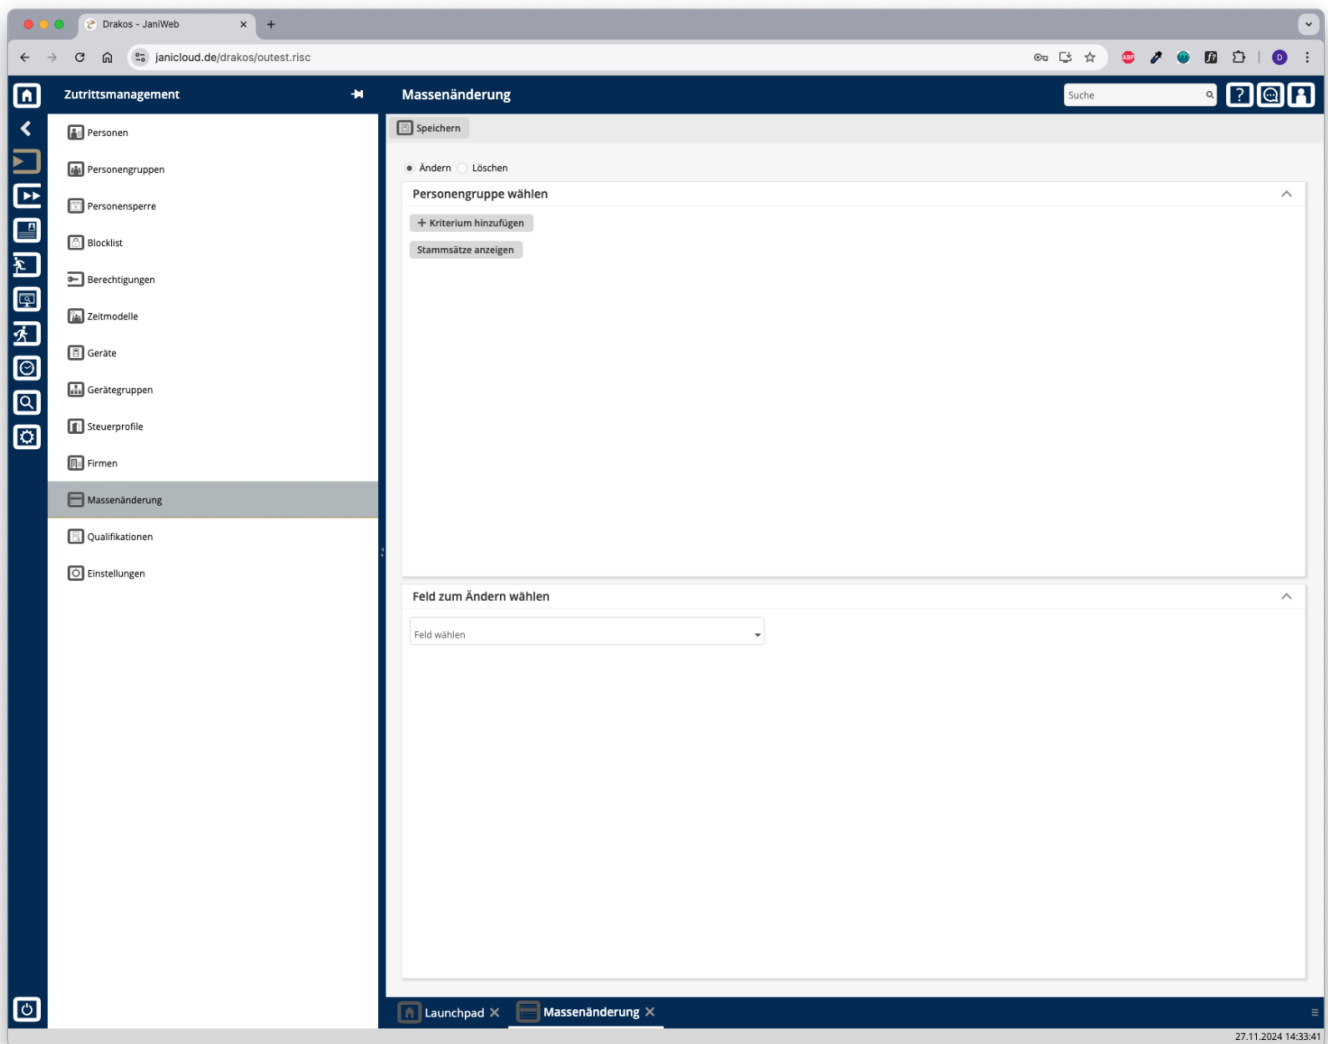 Drakos - JaniWeb
janicloud.de/drakos/outest.risc
ABP
D
Zutrittsmanagement
Massenänderung
Suche
?
Personen
Personengruppen
Personensperre
Blocklist
Berechtigungen
Zeitmodelle
Geräte
Gerätegruppen
Steuerprofile
Firmen
Massenänderung
Qualifikationen
Einstellungen
Speichern
Ändern Löschen
Personengruppe wählen
+ Kriterium hinzufügen
Stammsätze anzeigen
Feld zum Ändern wählen
Feld wählen
Launchpad Massenänderung
27.11.2024 14:33:41